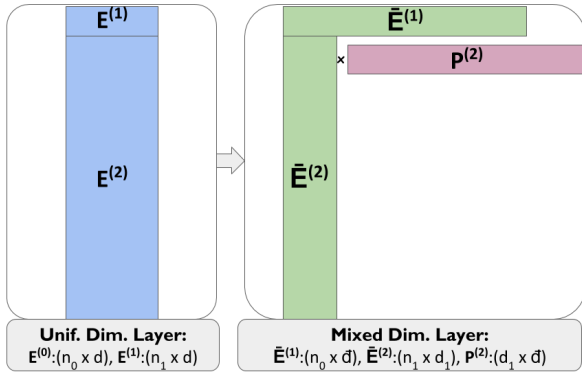 E(1)
Ē(1)
× P(2)
E(2)
Ē(2)
Unif. Dim. Layer:
E(0):(n0 x d), E(1):(n1 x d)
Mixed Dim. Layer:
Ē(1):(n0 x đ), Ē(2):(n1 x d1), P(2):(d1 x đ)